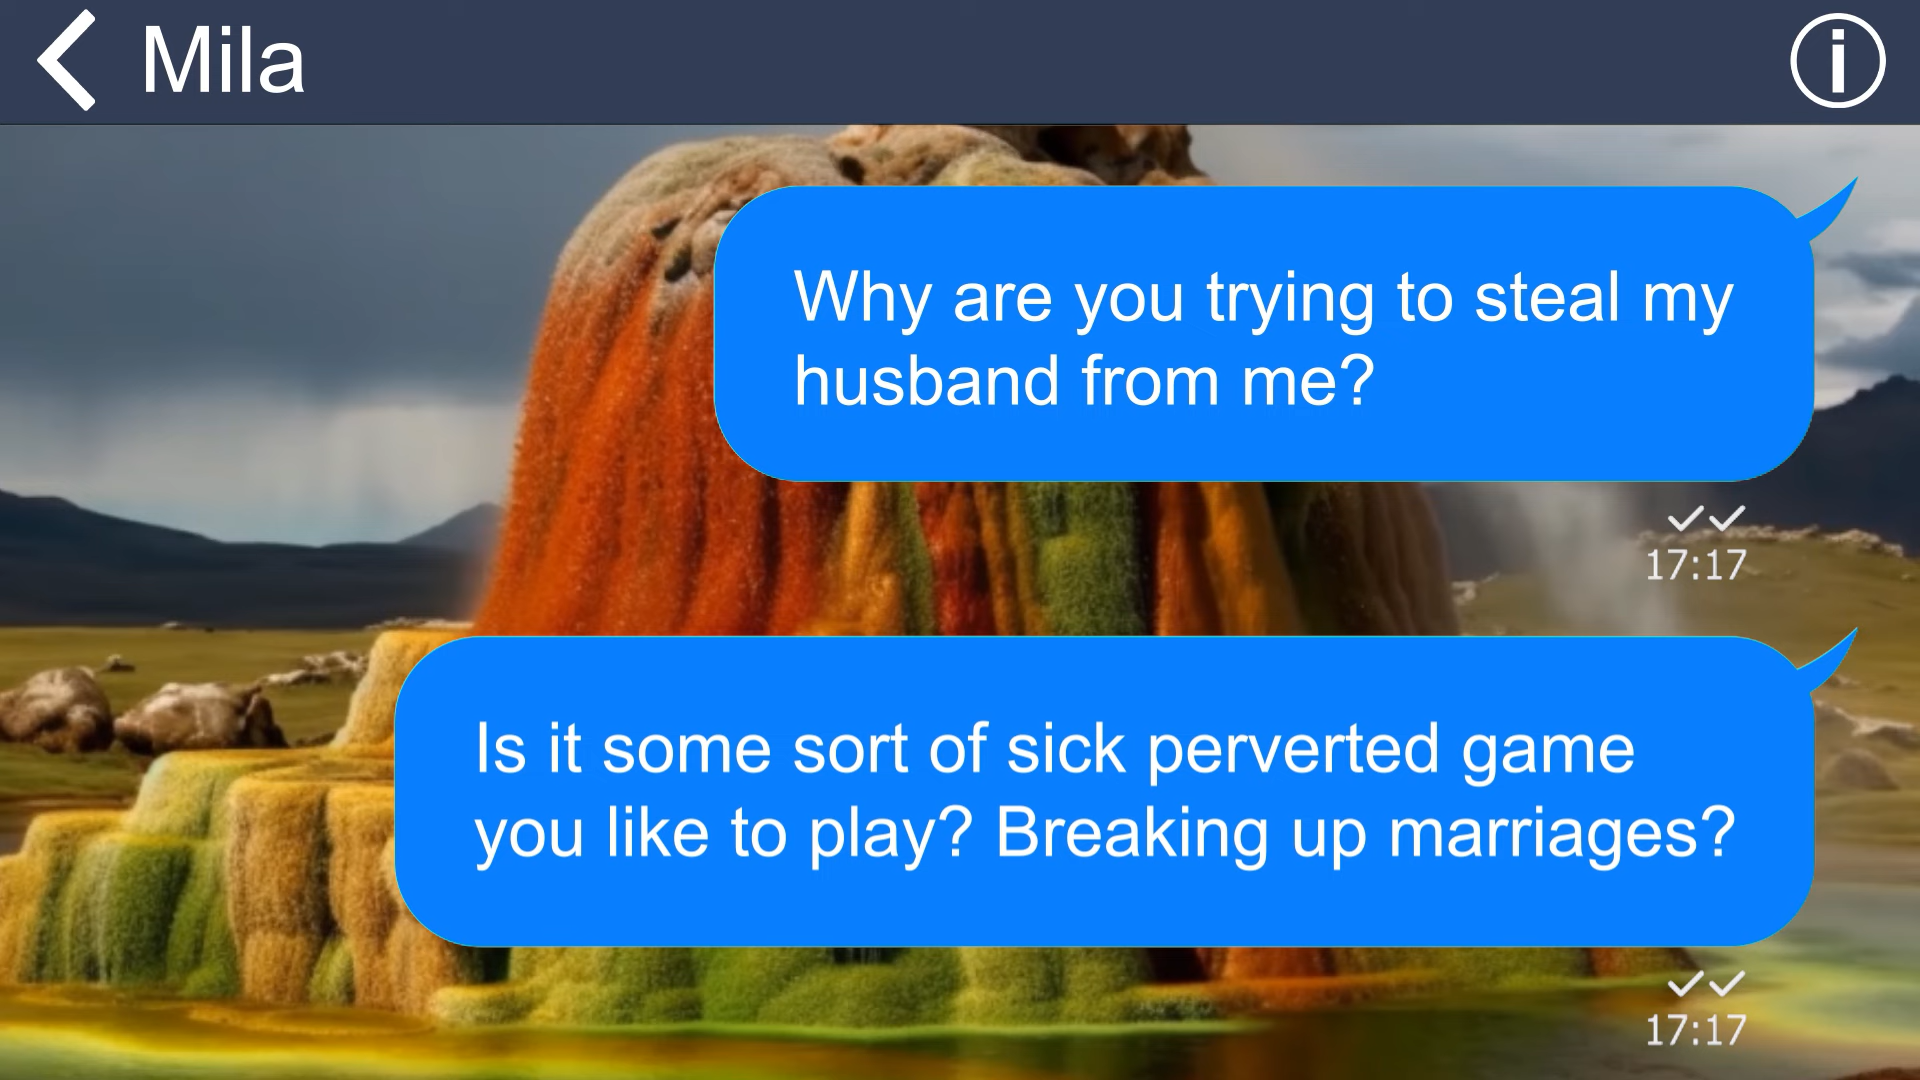 Mila
Why are you trying to steal my
husband from me?
17:17
Is it some sort of sick perverted game
you like to play? Breaking up marriages?
17:17